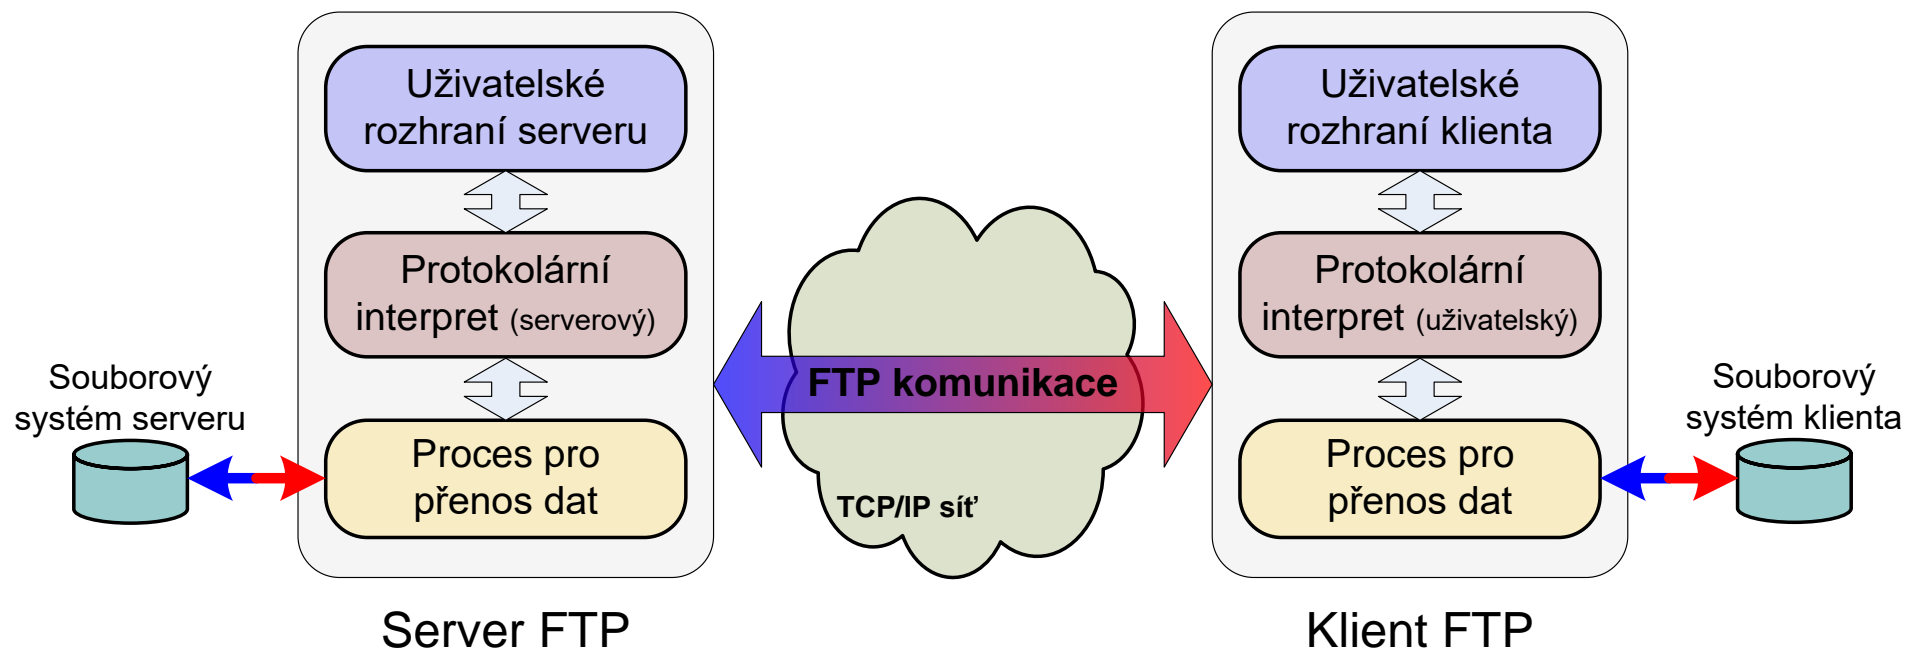 Uživatelské
rozhraní serveru
Protokolární
interpret (serverový)
Proces pro
přenos dat
Souborový
systém serveru
Server FTP
FTP komunikace
TCP/IP síť
Uživatelské
rozhraní klienta
Protokolární
interpret (uživatelský)
Proces pro
přenos dat
Souborový
systém klienta
Klient FTP